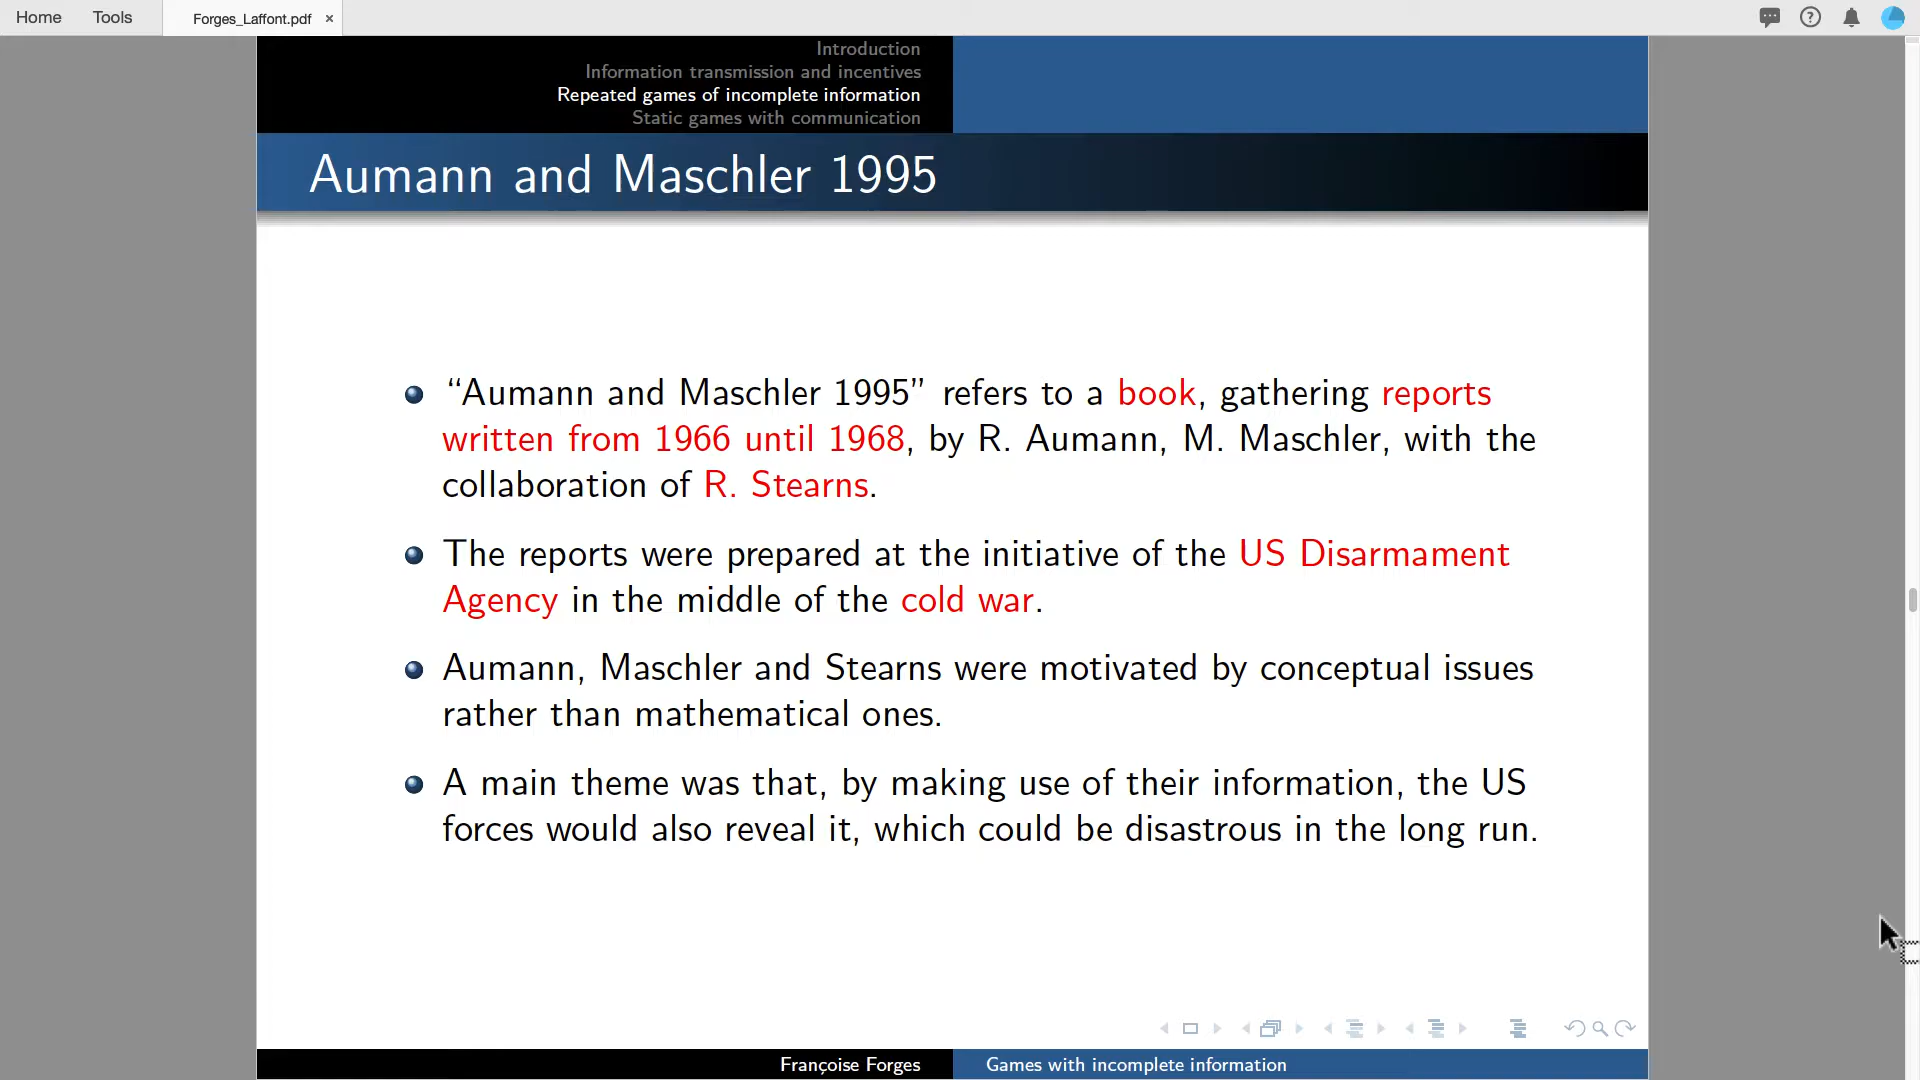 Home Tools Forges_Laffont.pdf ×
Introduction
Information transmission and incentives
Repeated games of incomplete information
Static games with communication
Aumann and Maschler 1995
“Aumann and Maschler 1995” refers to a book, gathering reports
written from 1966 until 1968, by R. Aumann, M. Maschler, with the
collaboration of R. Stearns.
The reports were prepared at the initiative of the US Disarmament
Agency in the middle of the cold war.
Aumann, Maschler and Stearns were motivated by conceptual issues
rather than mathematical ones.
A main theme was that, by making use of their information, the US
forces would also reveal it, which could be disastrous in the long run.
Françoise Forges Games with incomplete information